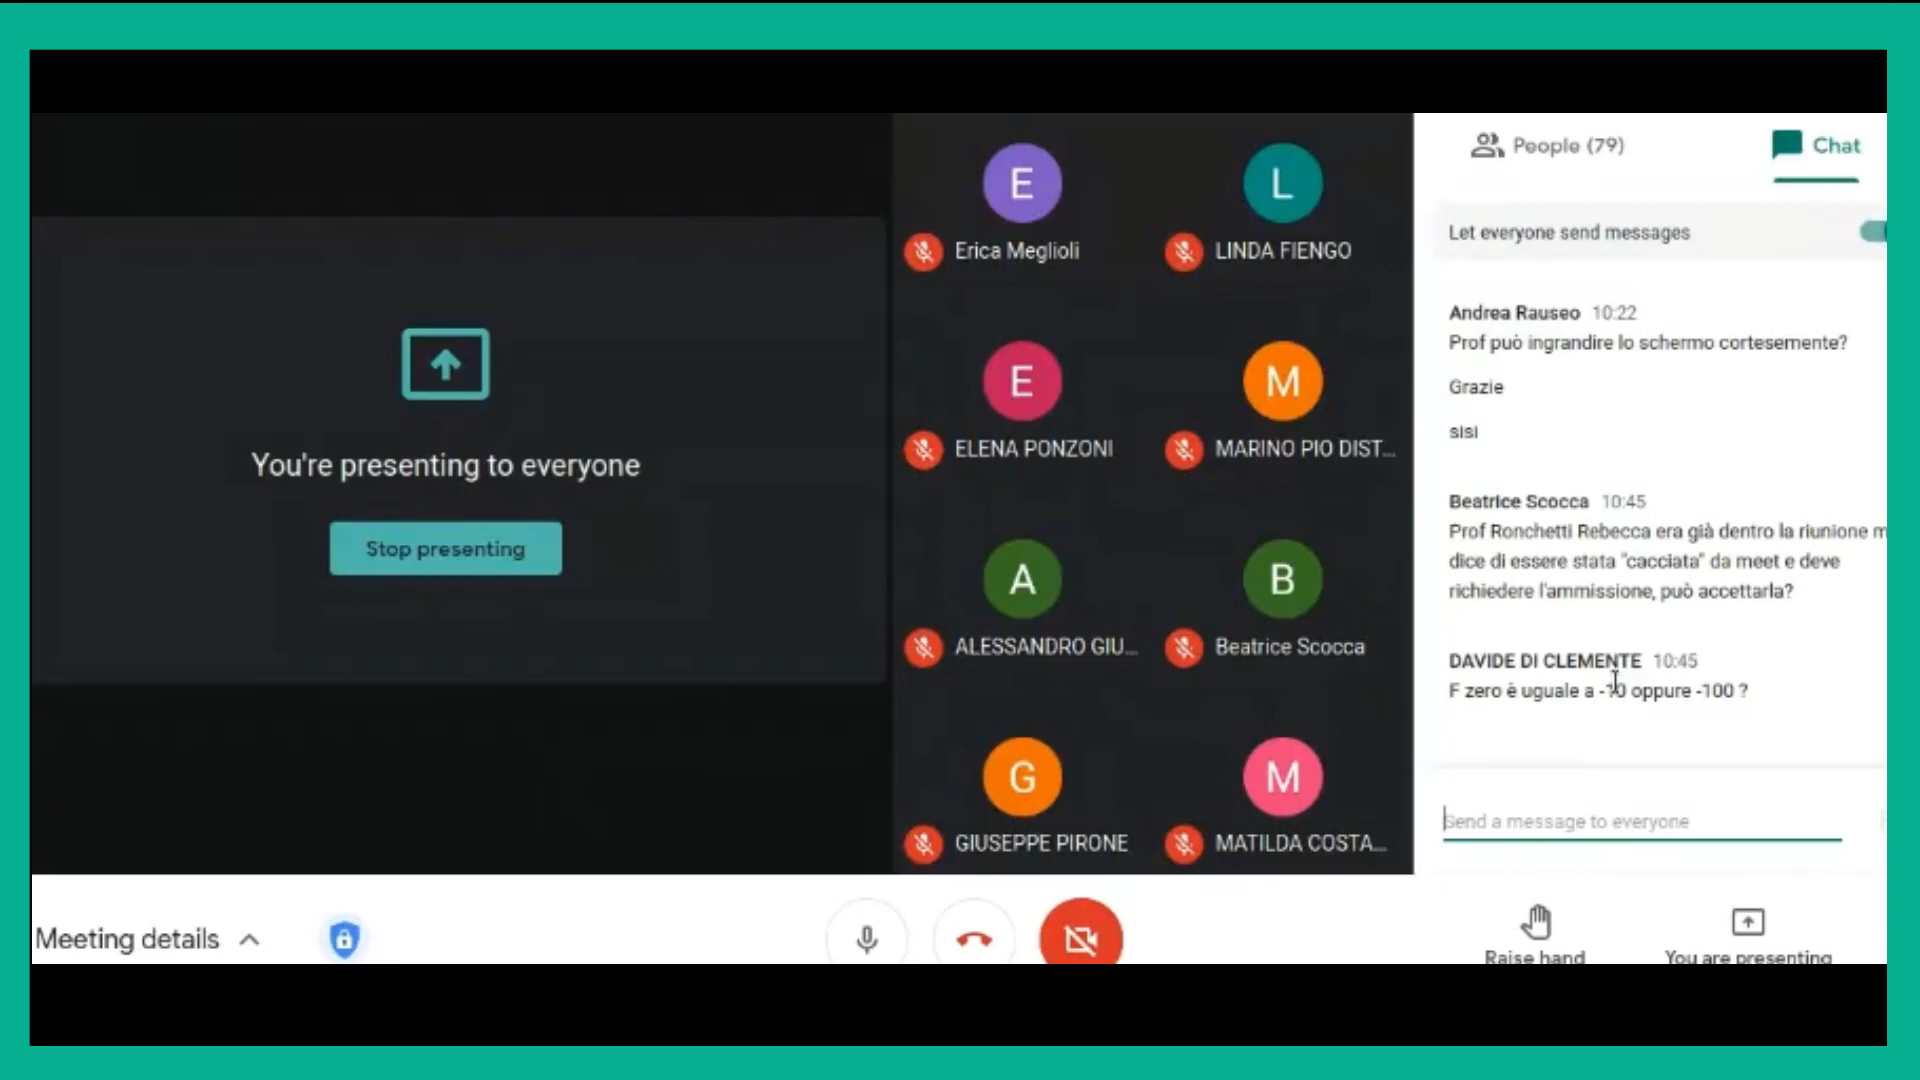 You're presenting to everyone
Stop presenting
E
Erica Meglioli
L
LINDA FIENGO
E
ELENA PONZONI
M
MARINO PIO DIST...
A
ALESSANDRO GIU...
B
Beatrice Scocca
G
GIUSEPPE PIRONE
M
MATILDA COSTA...
People (79)
Chat
Let everyone send messages
Andrea Rauseo 10:22
Prof può ingrandire lo schermo cortesemente?
Grazie
sisi
Beatrice Scocca 10:45
Prof Ronchetti Rebecca era già dentro la riunione m
dice di essere stata "cacciata" da meet e deve
richiedere l'ammissione, può accettarla?
DAVIDE DI CLEMENTE 10:45
F zero è uguale a -10 oppure -100 ?
Send a message to everyone
Meeting details
Raise hand
You are presenting